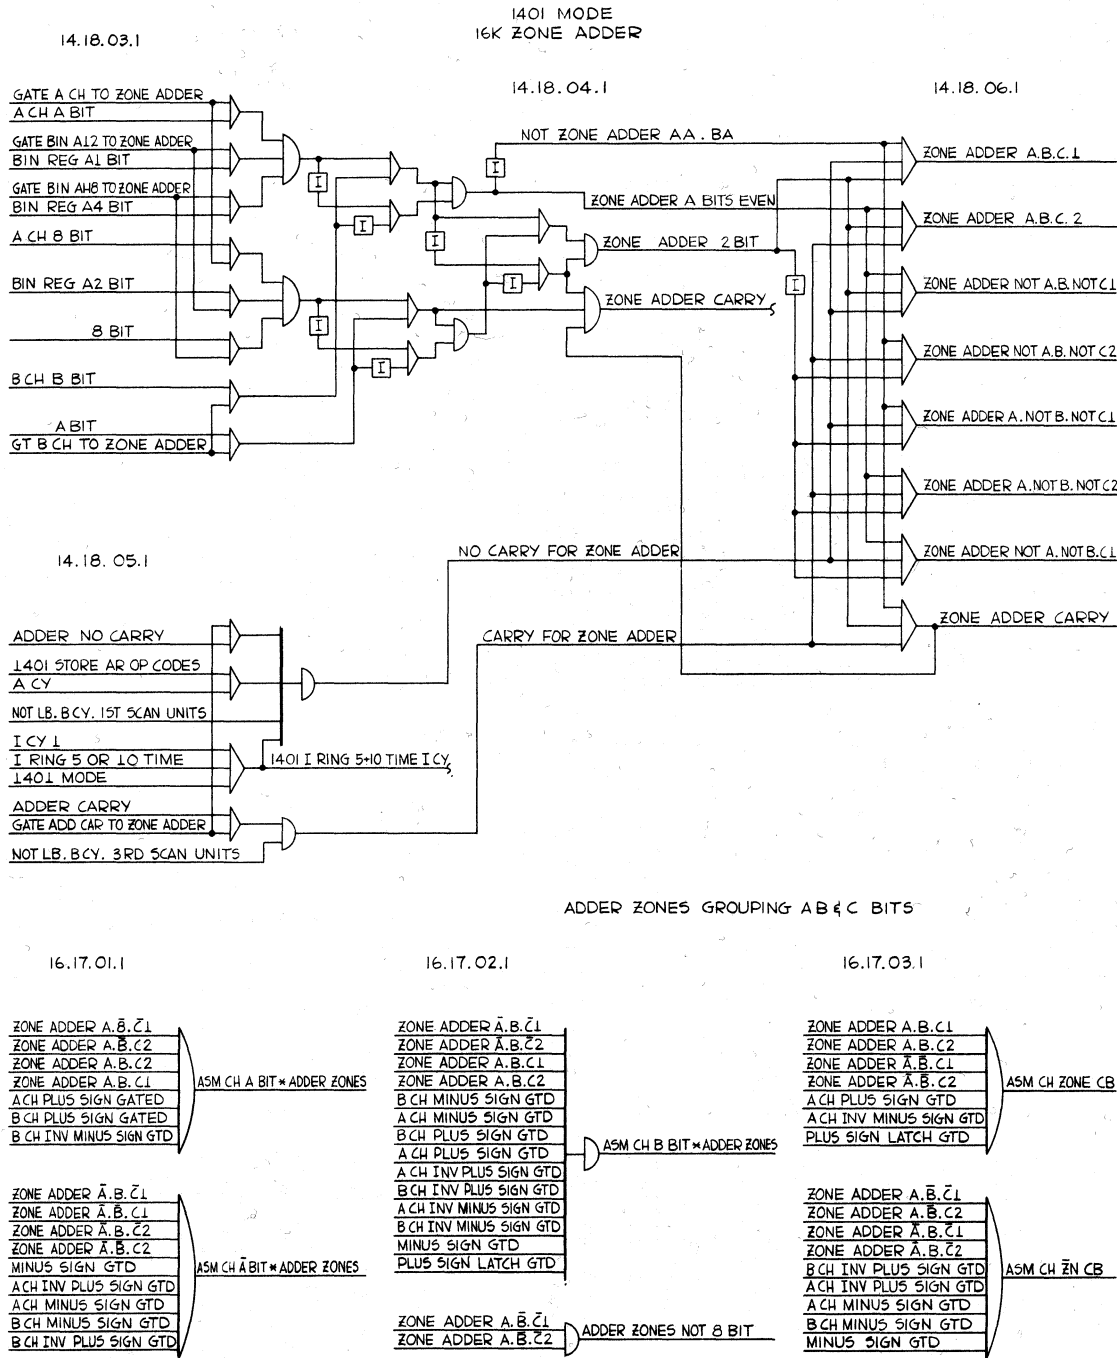 1401 MODE
16K ZONE ADDER
14.18.03.1
14.18.04.1
14.18.06.1
GATE A CH TO ZONE ADDER
A CH A BIT
GATE BIN A12 TO ZONE ADDER
BIN REG A1 BIT
GATE BIN AH8 TO ZONE ADDER
BIN REG A4 BIT
A CH 8 BIT
BIN REG A2 BIT
8 BIT
B CH B BIT
A BIT
GT B CH TO ZONE ADDER
I
I
I
I
I
I
I
I
NOT ZONE ADDER AA . BA
ZONE ADDER A BITS EVEN
ZONE ADDER 2 BIT
ZONE ADDER CARRY
ZONE ADDER A.B.C.1
ZONE ADDER A.B.C. 2
ZONE ADDER NOT A.B. NOT C1
ZONE ADDER NOT A.B. NOT C2
ZONE ADDER A. NOT B. NOT C1
ZONE ADDER A. NOT B. NOT C2
ZONE ADDER NOT A. NOT B.C1
ZONE ADDER CARRY
14.18.05.1
NO CARRY FOR ZONE ADDER
CARRY FOR ZONE ADDER
ADDER NO CARRY
1401 STORE AR OP CODES
A CY
NOT LB. B CY. 1ST SCAN UNITS
I CY 1
I RING 5 OR 10 TIME
1401 MODE
1401 I RING 5+10 TIME I CY
ADDER CARRY
GATE ADD CAR TO ZONE ADDER
NOT LB. B CY. 3RD SCAN UNITS
ADDER ZONES GROUPING A B & C BITS
16.17.01.1
ZONE ADDER A.B̄.C̄1
ZONE ADDER A.B̄.C2
ZONE ADDER A.B.C2
ZONE ADDER A.B.C1
A CH PLUS SIGN GATED
B CH PLUS SIGN GATED
B CH INV MINUS SIGN GTD
ASM CH A BIT * ADDER ZONES
ZONE ADDER Ā.B.C̄1
ZONE ADDER Ā.B̄.C1
ZONE ADDER Ā.B.C̄2
ZONE ADDER Ā.B̄.C2
MINUS SIGN GTD
A CH INV PLUS SIGN GTD
A CH MINUS SIGN GTD
B CH MINUS SIGN GTD
B CH INV PLUS SIGN GTD
ASM CH Ā BIT * ADDER ZONES
16.17.02.1
ZONE ADDER Ā.B.C̄1
ZONE ADDER Ā.B.C̄2
ZONE ADDER A.B.C1
ZONE ADDER A.B.C2
B CH MINUS SIGN GTD
A CH MINUS SIGN GTD
B CH PLUS SIGN GTD
A CH PLUS SIGN GTD
A CH INV PLUS SIGN GTD
B CH INV PLUS SIGN GTD
A CH INV MINUS SIGN GTD
B CH INV MINUS SIGN GTD
MINUS SIGN GTD
PLUS SIGN LATCH GTD
ASM CH B BIT * ADDER ZONES
ZONE ADDER A.B̄.C̄1
ZONE ADDER A.B̄.C̄2
ADDER ZONES NOT 8 BIT
16.17.03.1
ZONE ADDER A.B.C1
ZONE ADDER A.B.C2
ZONE ADDER Ā.B̄.C1
ZONE ADDER Ā.B̄.C2
A CH PLUS SIGN GTD
A CH INV MINUS SIGN GTD
PLUS SIGN LATCH GTD
ASM CH ZONE CB
ZONE ADDER A.B̄.C̄1
ZONE ADDER A.B̄.C2
ZONE ADDER Ā.B.C̄1
ZONE ADDER Ā.B.C̄2
B CH INV PLUS SIGN GTD
A CH INV PLUS SIGN GTD
A CH MINUS SIGN GTD
B CH MINUS SIGN GTD
MINUS SIGN GTD
ASM CH Z̄N CB